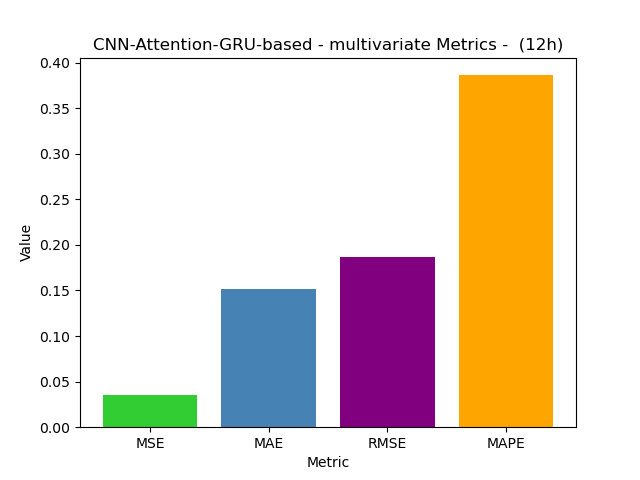 CNN-Attention-GRU-based - multivariate Metrics -  (12h)
0.40
0.35
0.30
0.25
0.20
0.15
0.10
0.05
0.00
Value
MSE MAE RMSE MAPE
Metric